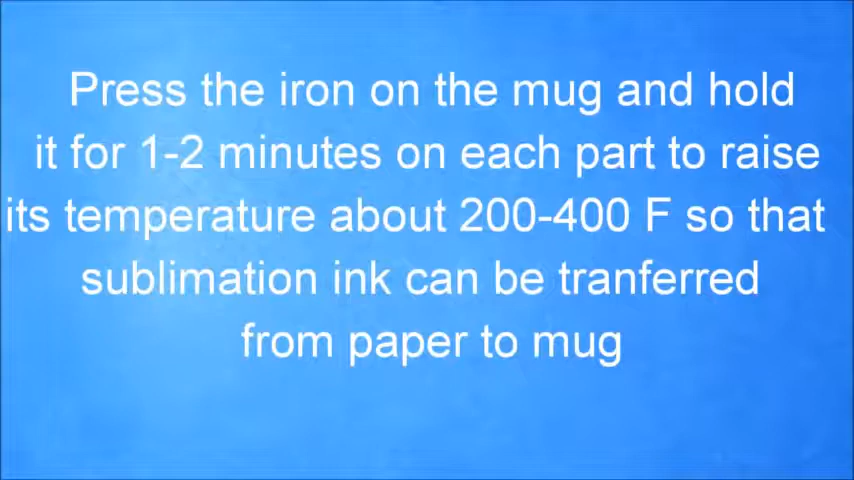 Press the iron on the mug and hold
it for 1-2 minutes on each part to raise
its temperature about 200-400 F so that
sublimation ink can be tranferred
from paper to mug